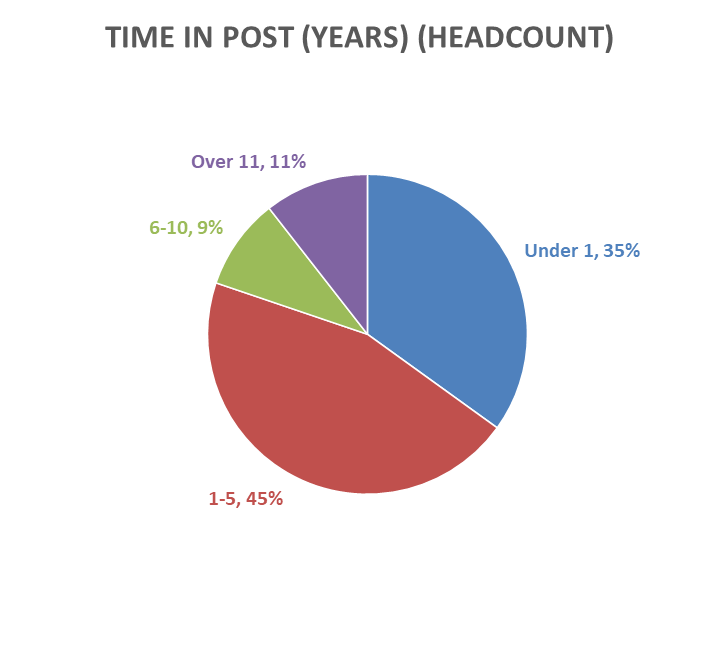 TIME IN POST (YEARS) (HEADCOUNT)
Over 11, 11%
6-10, 9%
Under 1, 35%
1-5, 45%